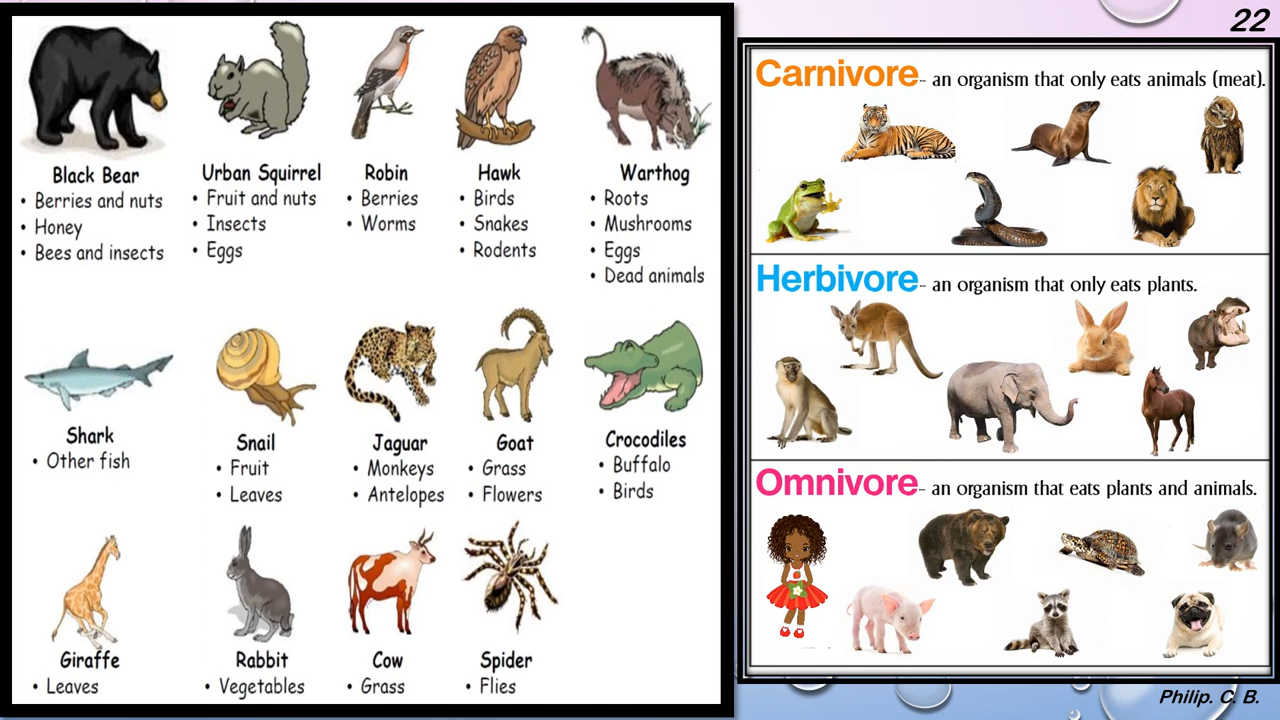 22
Black Bear
• Berries and nuts
• Honey
• Bees and insects
Urban Squirrel
• Fruit and nuts
• Insects
• Eggs
Robin
• Berries
• Worms
Hawk
• Birds
• Snakes
• Rodents
Warthog
• Roots
• Mushrooms
• Eggs
• Dead animals
Shark
• Other fish
Snail
• Fruit
• Leaves
Jaguar
• Monkeys
• Antelopes
Goat
• Grass
• Flowers
Crocodiles
• Buffalo
• Birds
Giraffe
• Leaves
Rabbit
• Vegetables
Cow
• Grass
Spider
• Flies
Carnivore- an organism that only eats animals (meat).
Herbivore- an organism that only eats plants.
Omnivore- an organism that eats plants and animals.
Philip. C. B.